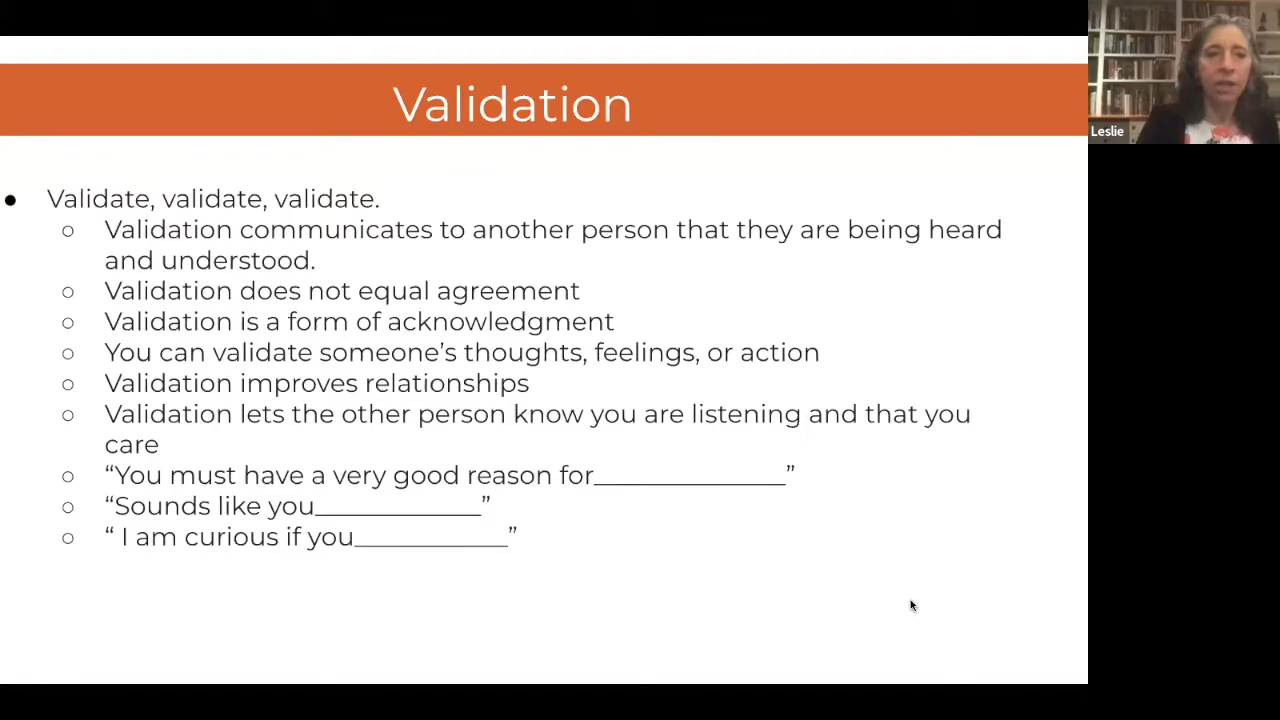 Validation
Leslie
● Validate, validate, validate.
○ Validation communicates to another person that they are being heard
and understood.
○ Validation does not equal agreement
○ Validation is a form of acknowledgment
○ You can validate someone’s thoughts, feelings, or action
○ Validation improves relationships
○ Validation lets the other person know you are listening and that you
care
○ “You must have a very good reason for_______________”
○ “Sounds like you_____________”
○ “ I am curious if you____________”